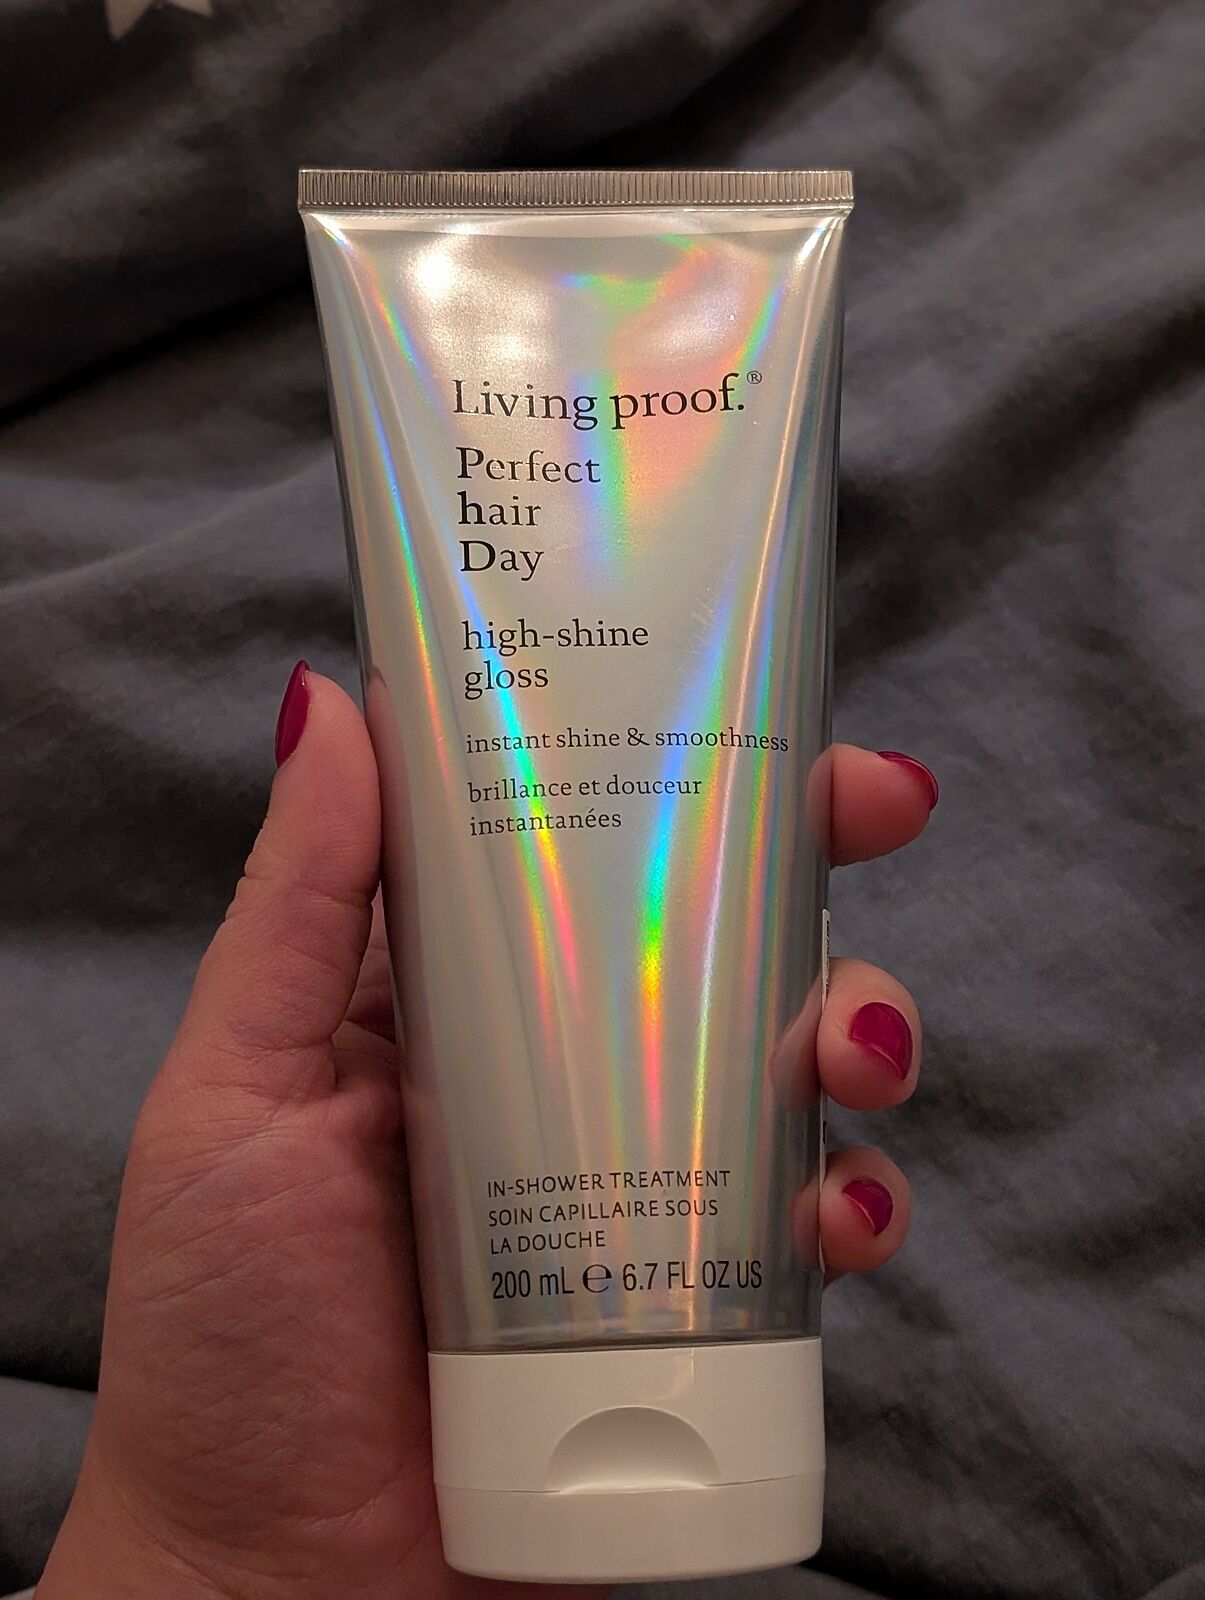 Living proof.®
Perfect
hair
Day
high-shine
gloss
instant shine & smoothness
brillance et douceur
instantanées
IN-SHOWER TREATMENT
SOIN CAPILLAIRE SOUS
LA DOUCHE
200 mL ℮ 6.7 FL OZ US